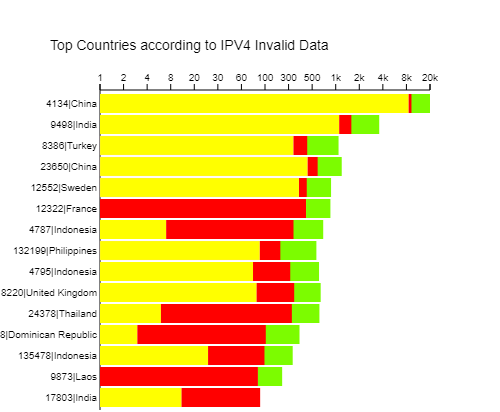 Top Countries according to IPV4 Invalid Data
1 2 4 8 20 30 60 100 300 500 1k 2k 4k 8k 20k
4134|China
9498|India
8386|Turkey
23650|China
12552|Sweden
12322|France
4787|Indonesia
132199|Philippines
4795|Indonesia
8220|United Kingdom
24378|Thailand
8|Dominican Republic
135478|Indonesia
9873|Laos
17803|India